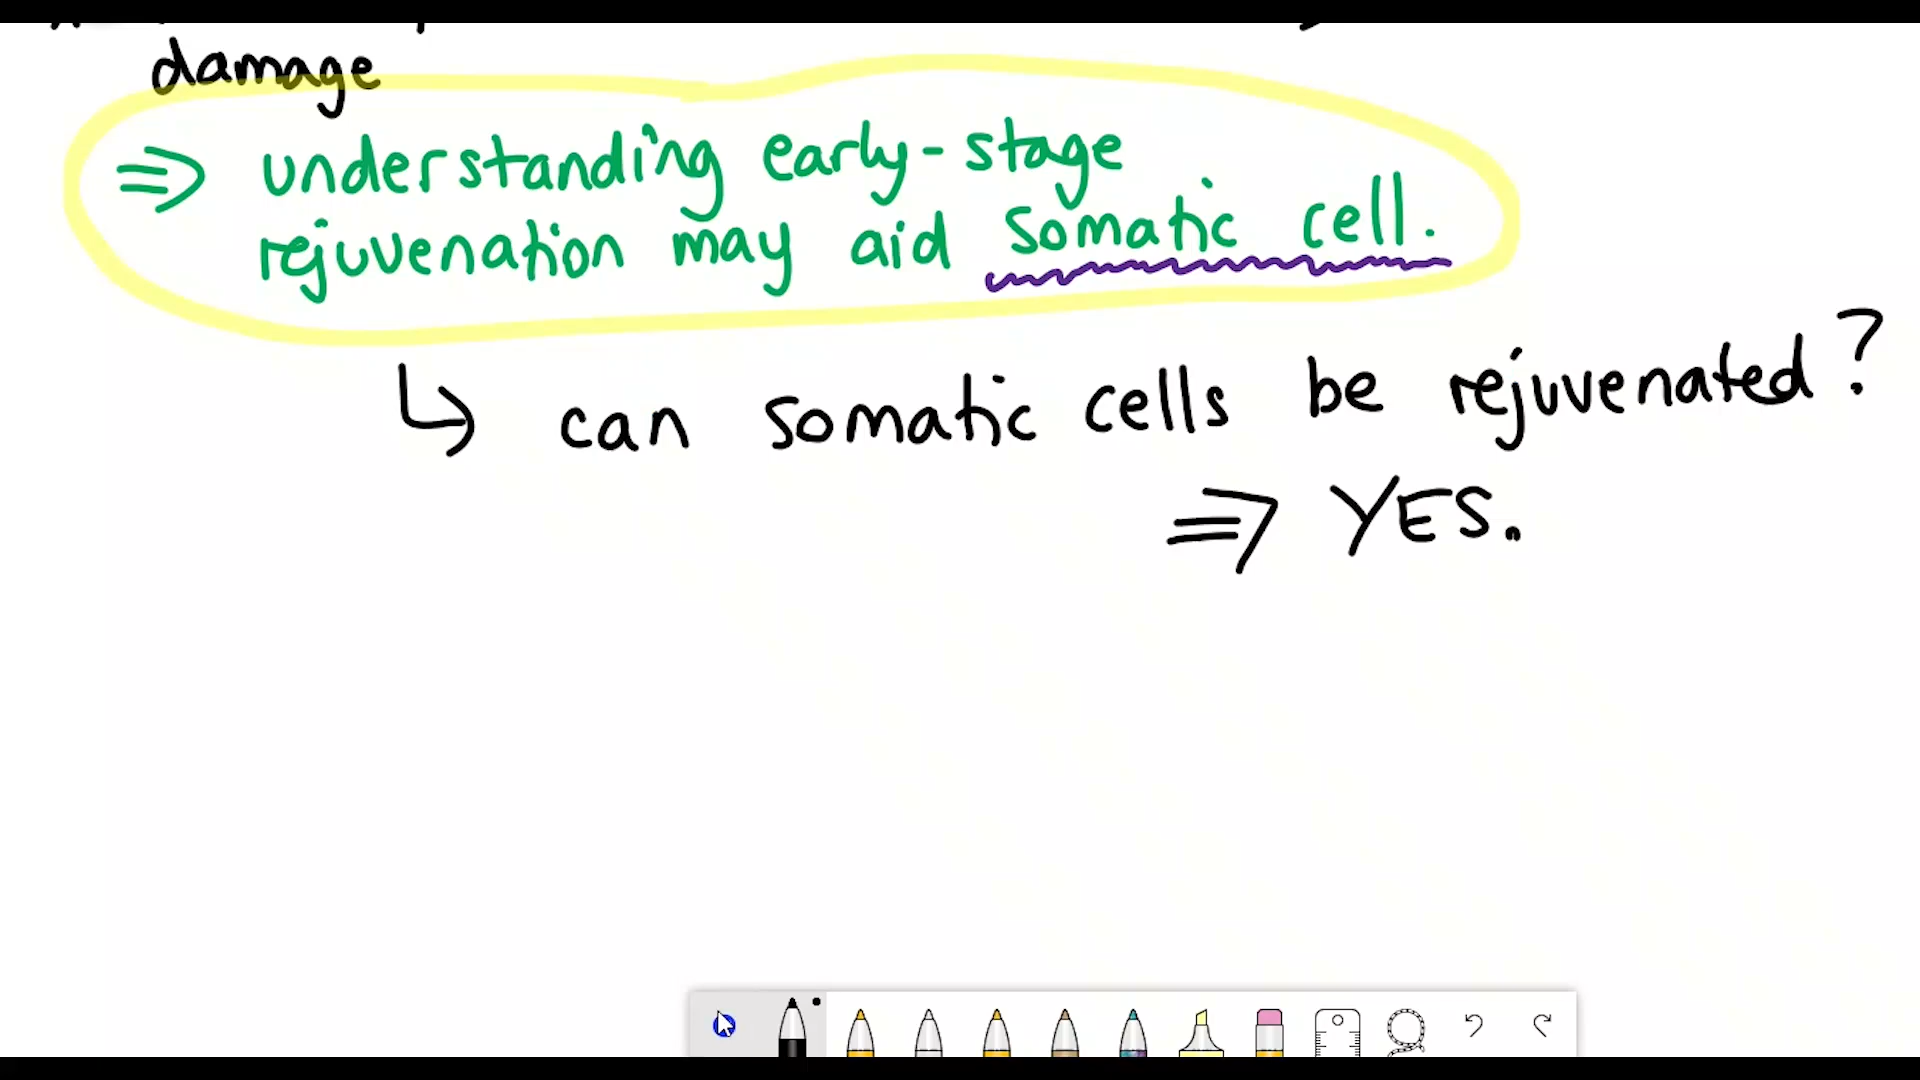 damage
⇒ understanding early-stage
rejuvenation may aid somatic cell.
↳ can somatic cells be rejuvenated?
⇒ YES.